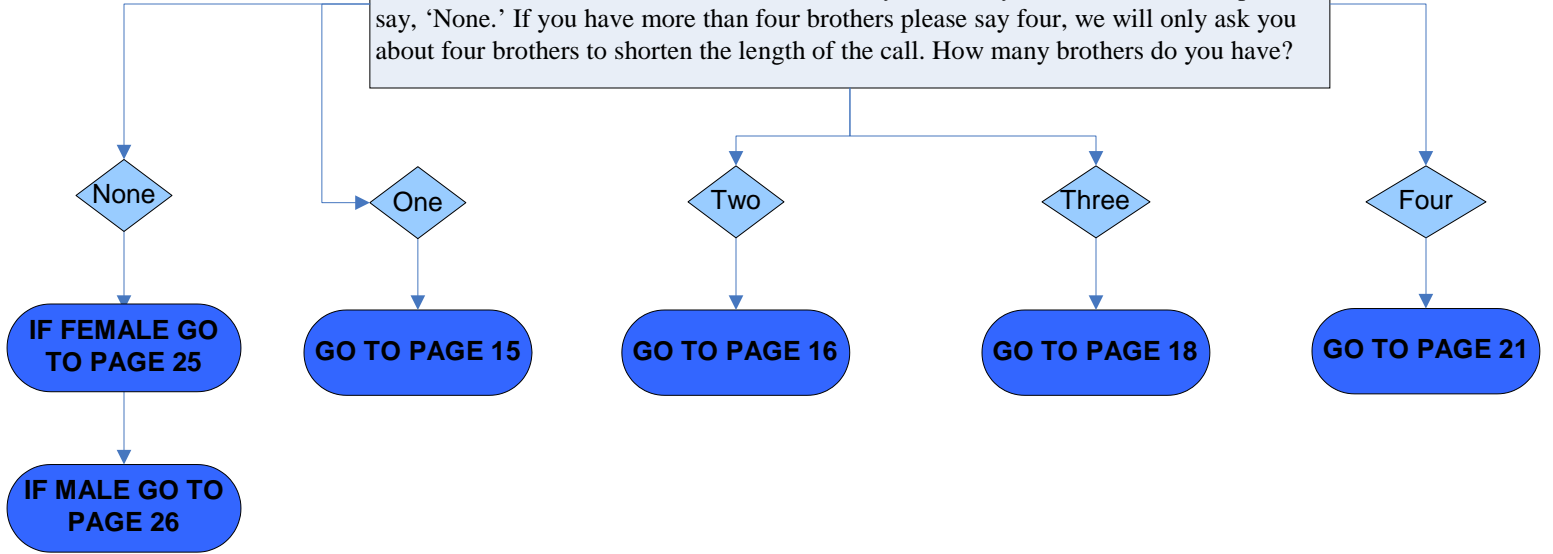 say, ‘None.’ If you have more than four brothers please say four, we will only ask you
about four brothers to shorten the length of the call. How many brothers do you have?
None
One
Two
Three
Four
IF FEMALE GO
TO PAGE 25
GO TO PAGE 15
GO TO PAGE 16
GO TO PAGE 18
GO TO PAGE 21
IF MALE GO TO
PAGE 26